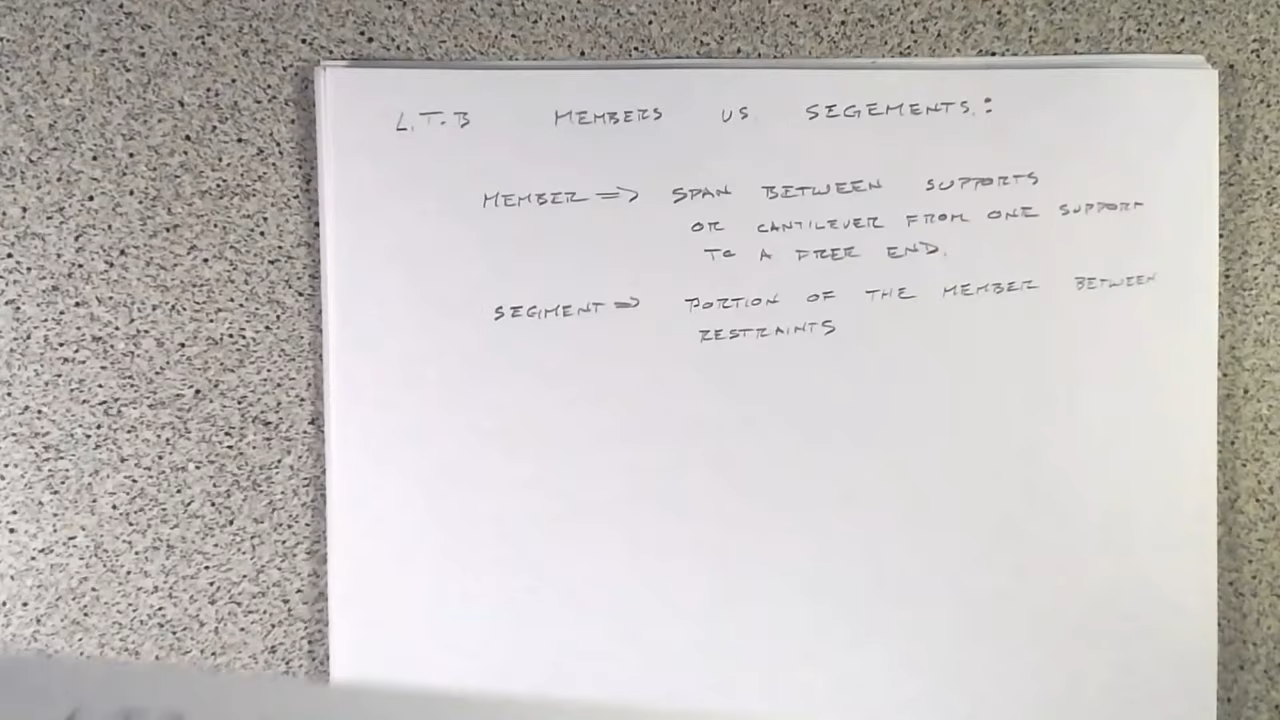 L.T.B MEMBERS US SEGEMENTS:
MEMBER => SPAN BETWEEN SUPPORTS
OR CANTILEVER FROM ONE SUPPORT
TO A FREE END.
SEGMENT => PORTION OF THE MEMBER BETWEEN
RESTRAINTS